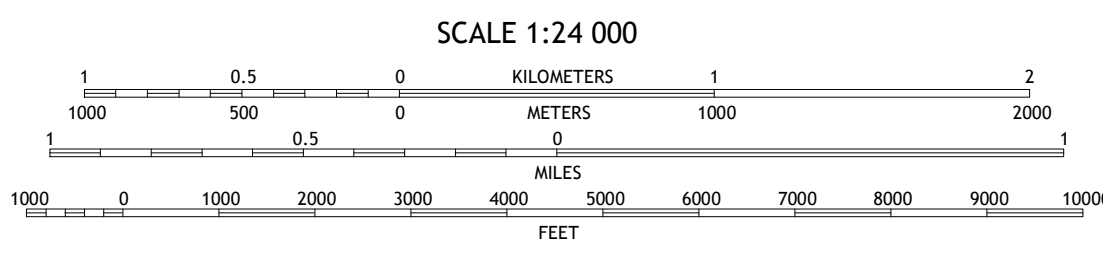 SCALE 1:24 000
1 0.5 0 KILOMETERS 1 2
1000 500 0 METERS 1000 2000
1 0.5 0 1
MILES
1000 0 1000 2000 3000 4000 5000 6000 7000 8000 9000 10000
FEET